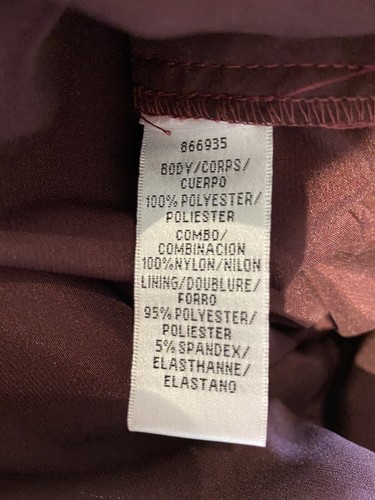 866935
BODY/CORPS/
CUERPO
100% POLYESTER/
POLIESTER
COMBO/
COMBINACION
100%NYLON/NILON
LINING/DOUBLURE/
FORRO
95% POLYESTER/
POLIESTER
5% SPANDEX/
ELASTHANNE/
ELASTANO